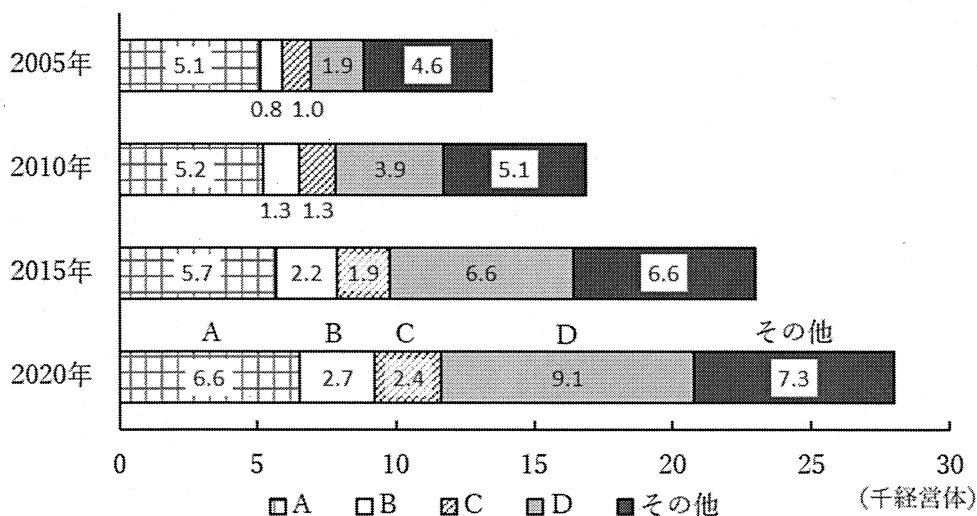 2005年 5.1 1.9 4.6
0.8 1.0
2010年 5.2 3.9 5.1
1.3 1.3
2015年 5.7 2.2 1.9 6.6 6.6
A B C D その他
2020年 6.6 2.7 2.4 9.1 7.3
0 5 10 15 20 25 30
(千経営体)
A B C D その他